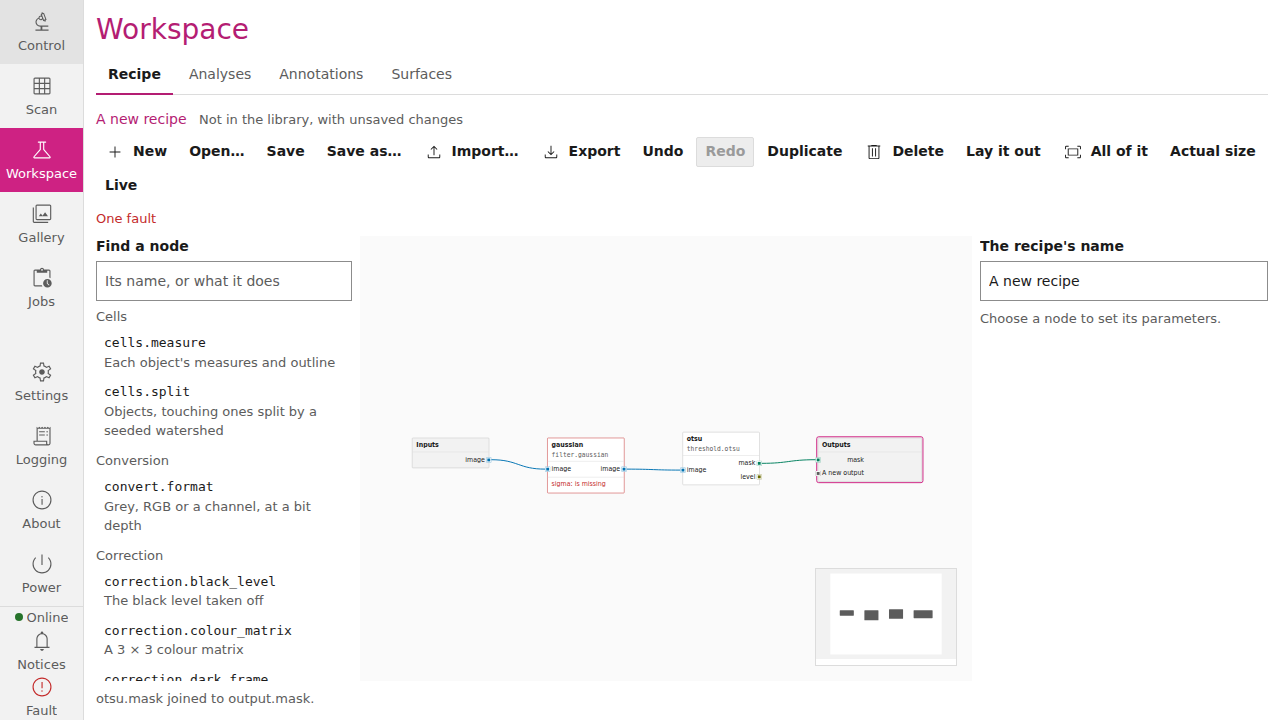 Control
Scan
Workspace
Gallery
Jobs
Settings
Logging
About
Power
Online
Notices
Fault
Workspace
Recipe Analyses Annotations Surfaces
A new recipe Not in the library, with unsaved changes
New Open… Save Save as… Import… Export Undo Redo Duplicate Delete Lay it out All of it Actual size
Live
One fault
Find a node
Its name, or what it does
Cells
cells.measure
Each object's measures and outline
cells.split
Objects, touching ones split by a
seeded watershed
Conversion
convert.format
Grey, RGB or a channel, at a bit
depth
Correction
correction.black_level
The black level taken off
correction.colour_matrix
A 3 × 3 colour matrix
correction.dark_frame
otsu.mask joined to output.mask.
Inputs
image
gaussian
filter.gaussian
image image
sigma: is missing
otsu
threshold.otsu
mask
image
level
Outputs
mask
A new output
The recipe's name
A new recipe
Choose a node to set its parameters.